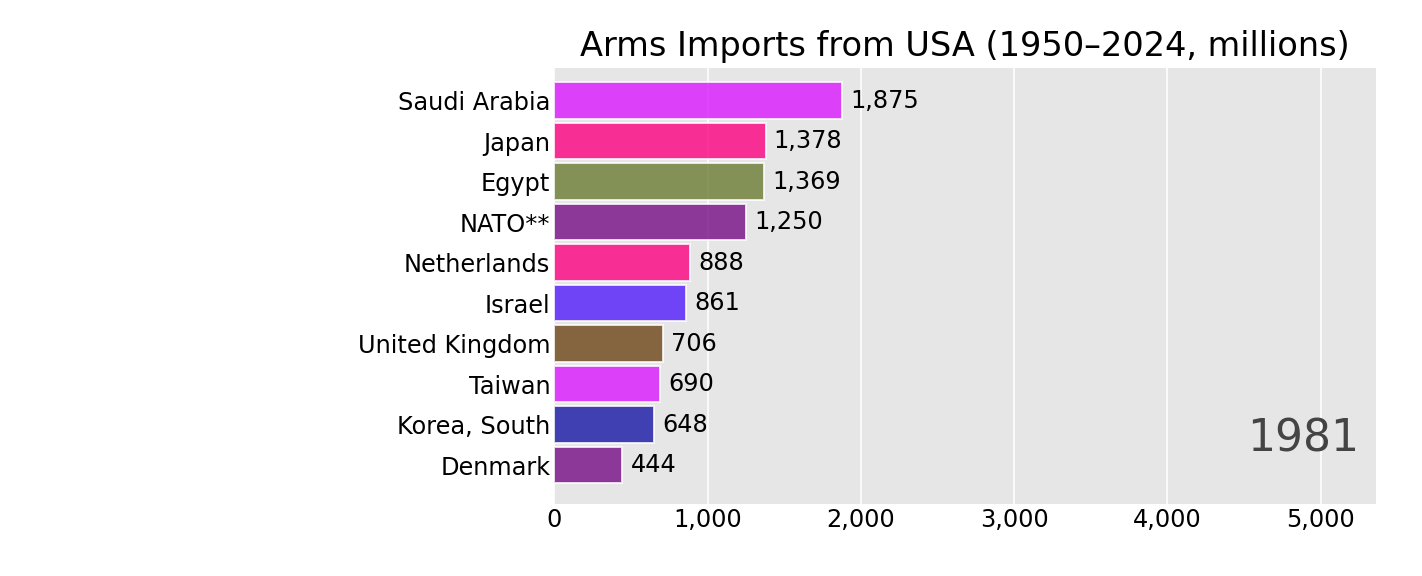 Arms Imports from USA (1950–2024, millions)
Saudi Arabia 1,875
Japan 1,378
Egypt 1,369
NATO** 1,250
Netherlands 888
Israel 861
United Kingdom 706
Taiwan 690
Korea, South 648
Denmark 444
1981
0 1,000 2,000 3,000 4,000 5,000